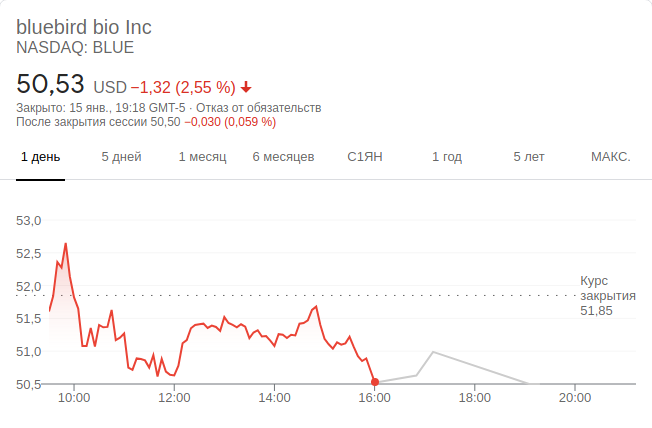 bluebird bio Inc
NASDAQ: BLUE
50,53 USD −1,32 (2,55 %)
Закрыто: 15 янв., 19:18 GMT-5 · Отказ от обязательств
После закрытия сессии 50,50 −0,030 (0,059 %)
1 день 5 дней 1 месяц 6 месяцев С1ЯН 1 год 5 лет МАКС.
53,0
52,5
52,0
51,5
51,0
50,5
Курс
закрытия
51,85
10:00 12:00 14:00 16:00 18:00 20:00